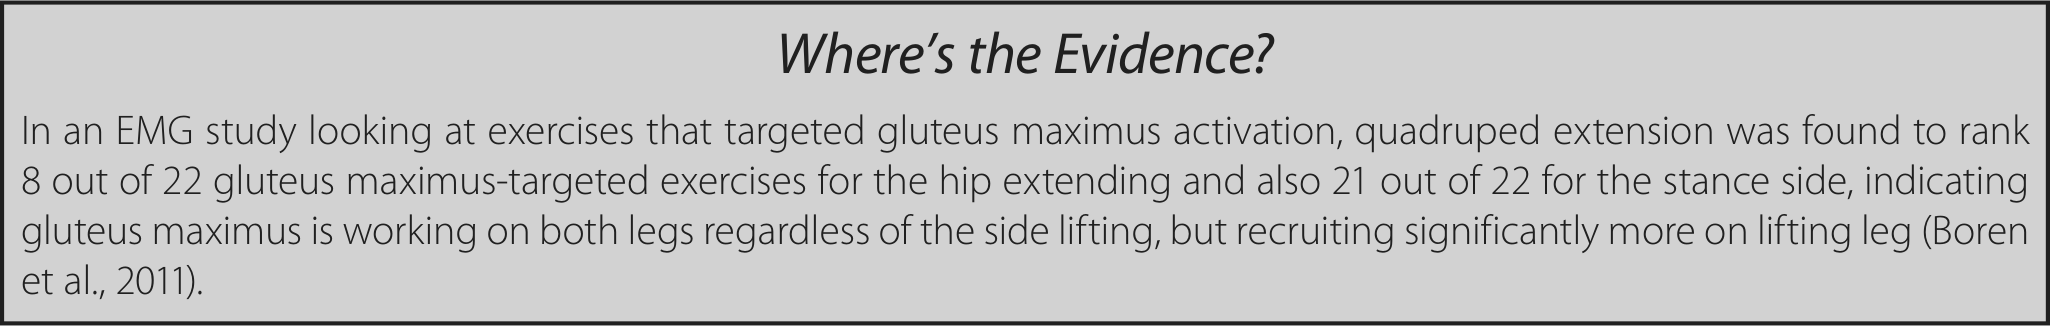 Where's the Evidence?
In an EMG study looking at exercises that targeted gluteus maximus activation, quadruped extension was found to rank
8 out of 22 gluteus maximus-targeted exercises for the hip extending and also 21 out of 22 for the stance side, indicating
gluteus maximus is working on both legs regardless of the side lifting, but recruiting significantly more on lifting leg (Boren
et al., 2011).